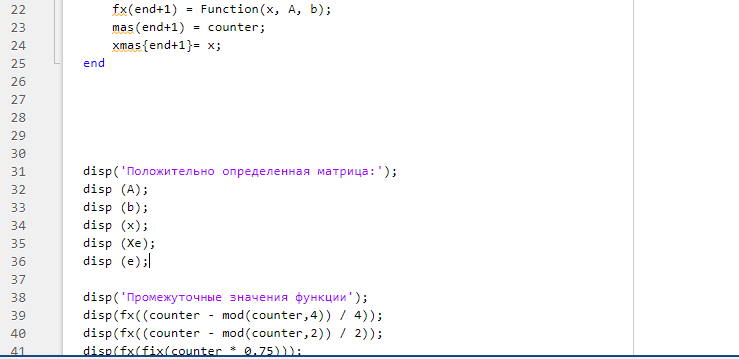 22 fx(end+1) = Function(x, A, b);
23 mas(end+1) = counter;
24 xmas{end+1}= x;
25 end
26
27
28
29
30
31 disp('Положительно определенная матрица:');
32 disp (A);
33 disp (b);
34 disp (x);
35 disp (Xe);
36 disp (e);
37
38 disp('Промежуточные значения функции');
39 disp(fx((counter - mod(counter,4)) / 4));
40 disp(fx((counter - mod(counter,2)) / 2));
41 disp(fx(fix(counter * 0.75)));